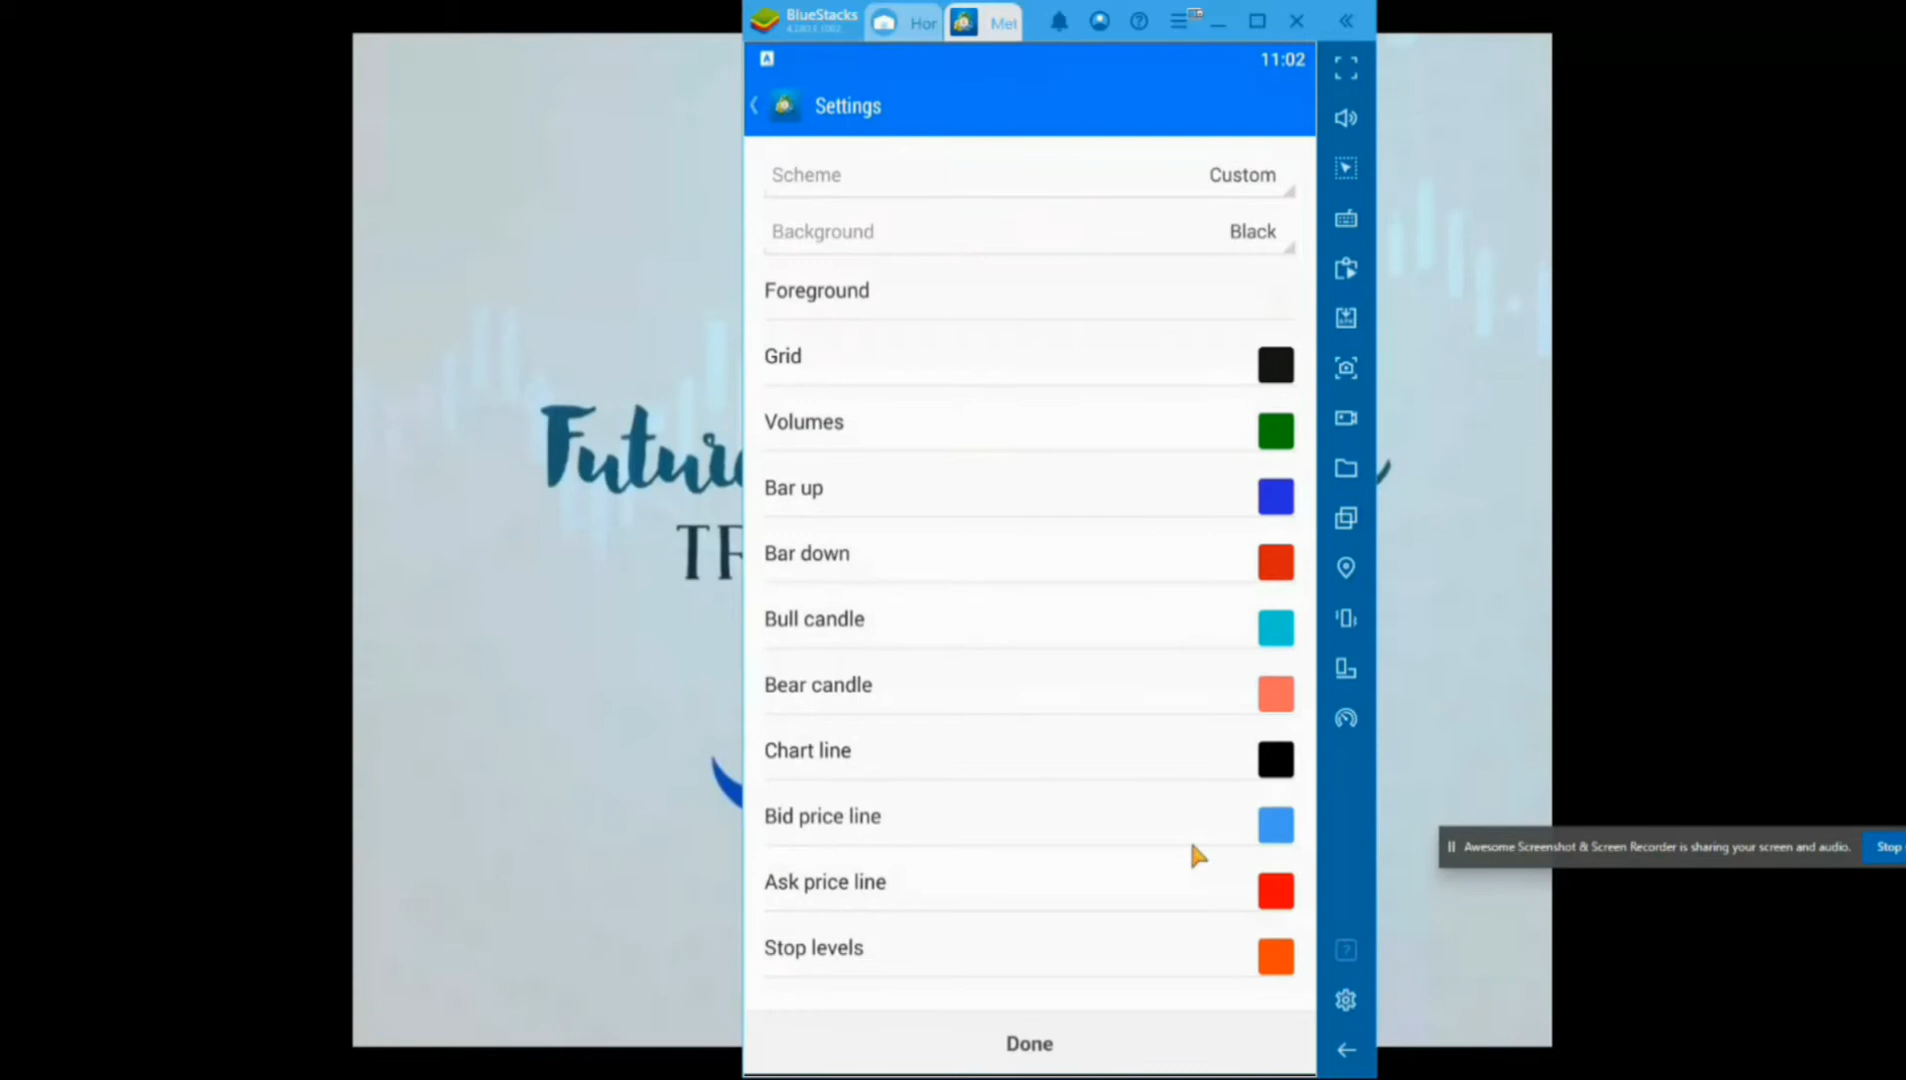 BlueStacks
Hor
Met
11:02
Settings
Scheme
Custom
Background
Black
Foreground
Grid
Volumes
Bar up
Bar down
Bull candle
Bear candle
Chart line
Bid price line
Ask price line
Stop levels
Done
Futur
TR
Awesome Screenshot & Screen Recorder is sharing your screen and audio.
Stop